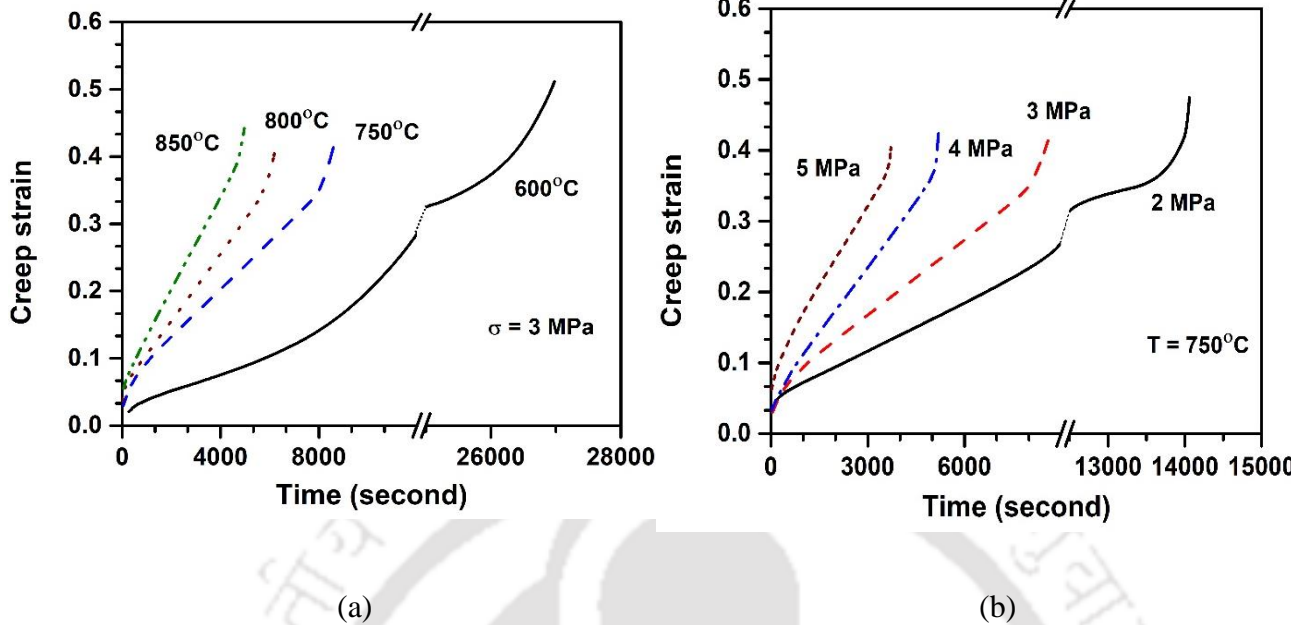 0.6
0.5
0.4
0.3
0.2
0.1
0.0
Creep strain
850°C
800°C
750°C
600°C
σ = 3 MPa
0
4000
8000
26000
28000
Time (second)
(a)
0.6
0.5
0.4
0.3
0.2
0.1
0.0
Creep strain
5 MPa
4 MPa
3 MPa
2 MPa
T = 750°C
0
3000
6000
13000
14000
15000
Time (second)
(b)